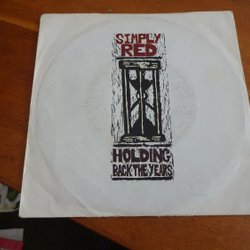 SIMPLY
RED
HOLDING
BACK THE YEARS